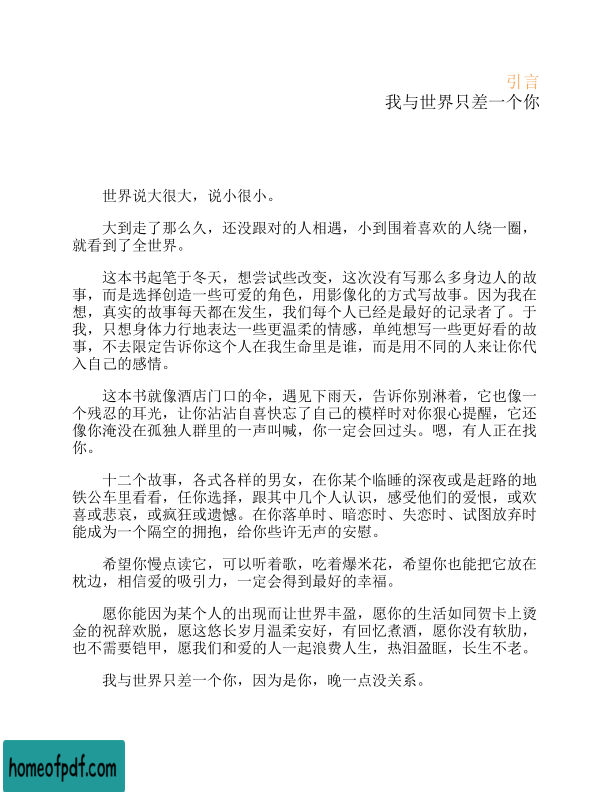 引言
我与世界只差一个你
世界说大很大，说小很小。
大到走了那么久，还没跟对的人相遇，小到围着喜欢的人绕一圈，
就看到了全世界。
这本书起笔于冬天，想尝试些改变，这次没有写那么多身边人的故
事，而是选择创造一些可爱的角色，用影像化的方式写故事。因为我在
想，真实的故事每天都在发生，我们每个人已经是最好的记录者了。于
我，只想身体力行地表达一些更温柔的情感，单纯想写一些更好看的故
事，不去限定告诉你这个人在我生命里是谁，而是用不同的人来让你代
入自己的感情。
这本书就像酒店门口的伞，遇见下雨天，告诉你别淋着，它也像一
个残忍的耳光，让你沾沾自喜快忘了自己的模样时对你狠心提醒，它还
像你淹没在孤独人群里的一声叫喊，你一定会回过头。嗯，有人正在找
你。
十二个故事，各式各样的男女，在你某个临睡的深夜或是赶路的地
铁公车里看看，任你选择，跟其中几个人认识，感受他们的爱恨，或欢
喜或悲哀，或疯狂或遗憾。在你落单时、暗恋时、失恋时、试图放弃时
能成为一个隔空的拥抱，给你些许无声的安慰。
希望你慢点读它，可以听着歌，吃着爆米花，希望你也能把它放在
枕边，相信爱的吸引力，一定会得到最好的幸福。
愿你能因为某个人的出现而让世界丰盈，愿你的生活如同贺卡上烫
金的祝辞欢脱，愿这悠长岁月温柔安好，有回忆煮酒，愿你没有软肋，
也不需要铠甲，愿我们和爱的人一起浪费人生，热泪盈眶，长生不老。
我与世界只差一个你，因为是你，晚一点没关系。
homeofpdf.com